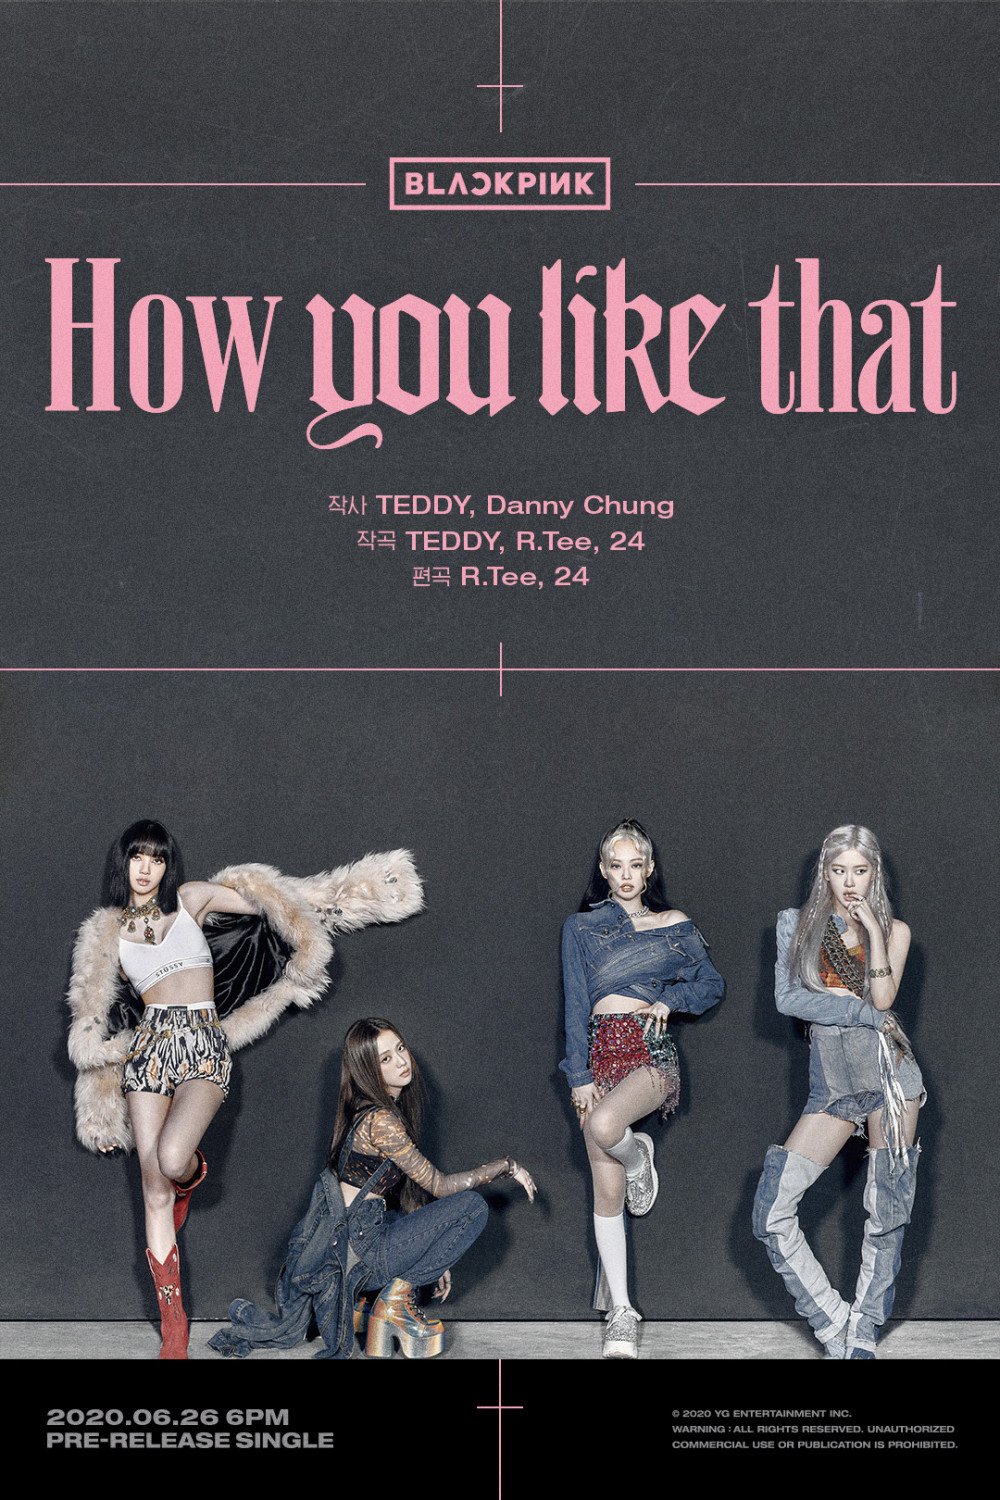 BLACKPINK
How you like that
작사 TEDDY, Danny Chung
작곡 TEDDY, R.Tee, 24
편곡 R.Tee, 24
STÜSSY
2020.06.26 6PM
PRE-RELEASE SINGLE
© 2020 YG ENTERTAINMENT INC.
WARNING : ALL RIGHTS RESERVED. UNAUTHORIZED
COMMERCIAL USE OR PUBLICATION IS PROHIBITED.